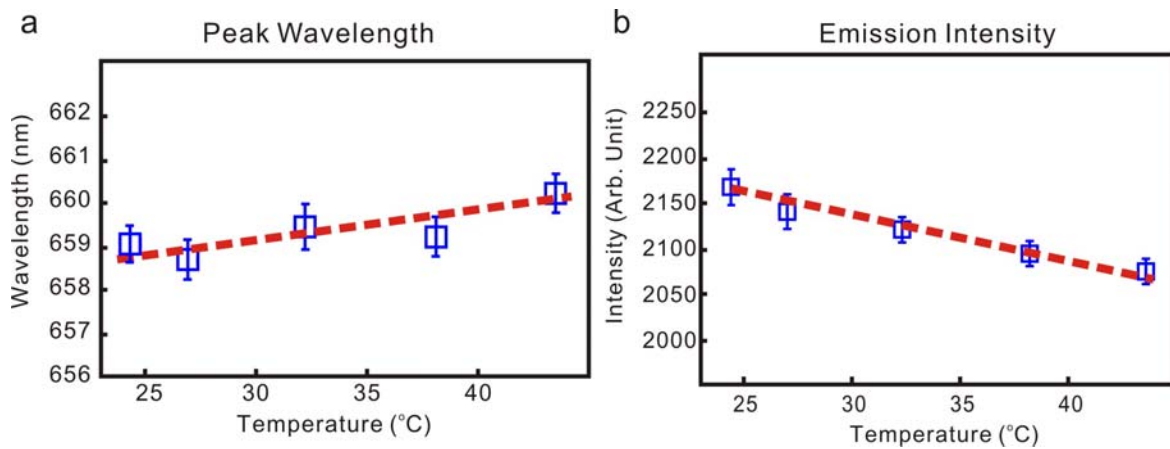 a
Peak Wavelength
Wavelength (nm)
662
661
660
659
658
657
656
25
30
35
40
Temperature (°C)
b
Emission Intensity
Intensity (Arb. Unit)
2250
2200
2150
2100
2050
2000
25
30
35
40
Temperature (°C)